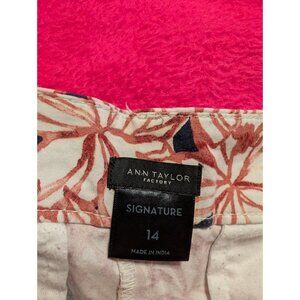 ANN TAYLOR
FACTORY
SIGNATURE
14
MADE IN INDIA